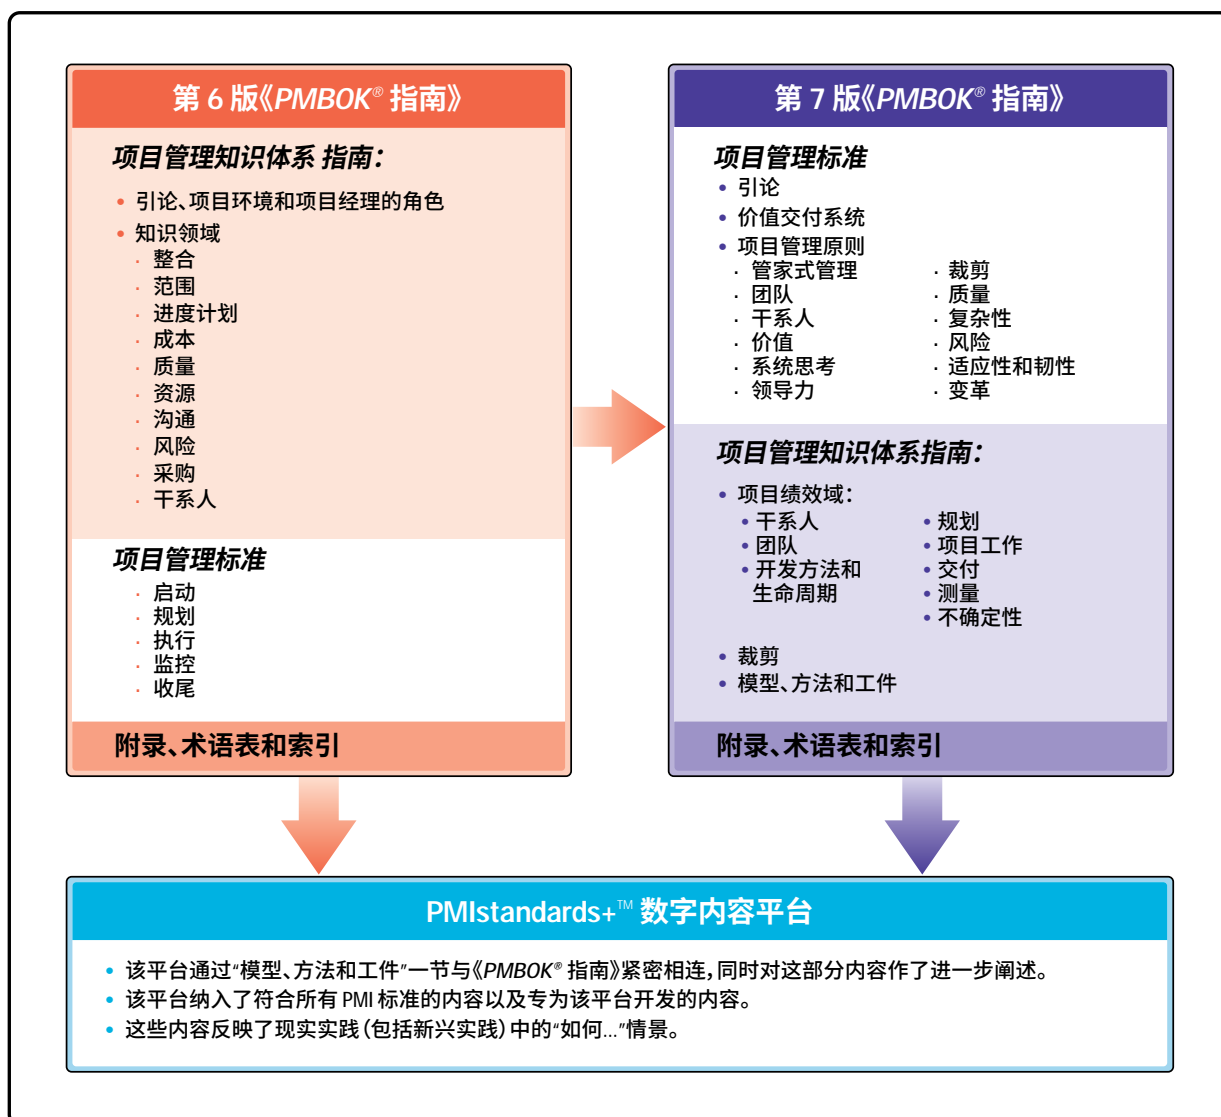 第 6 版《PMBOK® 指南》
项目管理知识体系 指南：
• 引论、项目环境和项目经理的角色
• 知识领域
· 整合
· 范围
· 进度计划
· 成本
· 质量
· 资源
· 沟通
· 风险
· 采购
· 干系人
项目管理标准
· 启动
· 规划
· 执行
· 监控
· 收尾
附录、术语表和索引
第 7 版《PMBOK® 指南》
项目管理标准
• 引论
• 价值交付系统
• 项目管理原则
· 管家式管理
· 团队
· 干系人
· 价值
· 系统思考
· 领导力
· 裁剪
· 质量
· 复杂性
· 风险
· 适应性和韧性
· 变革
项目管理知识体系指南：
• 项目绩效域：
• 干系人
• 团队
• 开发方法和
生命周期
• 规划
• 项目工作
• 交付
• 测量
• 不确定性
• 裁剪
• 模型、方法和工件
附录、术语表和索引
PMIstandards+™ 数字内容平台
• 该平台通过“模型、方法和工件”一节与《PMBOK® 指南》紧密相连，同时对这部分内容作了进一步阐述。
• 该平台纳入了符合所有 PMI 标准的内容以及专为该平台开发的内容。
• 这些内容反映了现实实践（包括新兴实践）中的“如何...”情景。